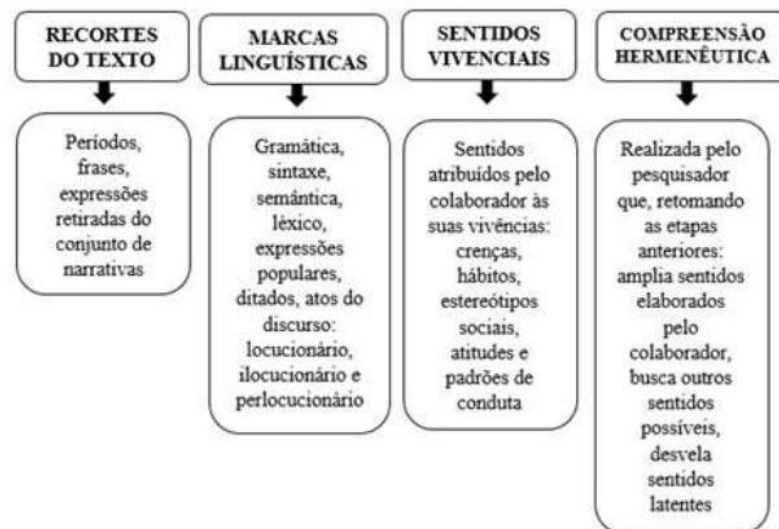 RECORTES
DO TEXTO
Períodos,
frases,
expressões
retiradas do
conjunto de
narrativas
MARCAS
LINGUÍSTICAS
Gramática,
sintaxe,
semântica,
léxico,
expressões
populares,
ditados, atos do
discurso:
locucionário,
ilocucionário e
perlocucionário
SENTIDOS
VIVENCIAIS
Sentidos
atribuídos pelo
colaborador às
suas vivências:
crenças,
hábitos,
estereótipos
sociais,
atitudes e
padrões de
conduta
COMPREENSÃO
HERMENÊUTICA
Realizada pelo
pesquisador
que, retomando
as etapas
anteriores:
amplia sentidos
elaborados
pelo
colaborador,
busca outros
sentidos
possíveis,
desvela
sentidos
latentes